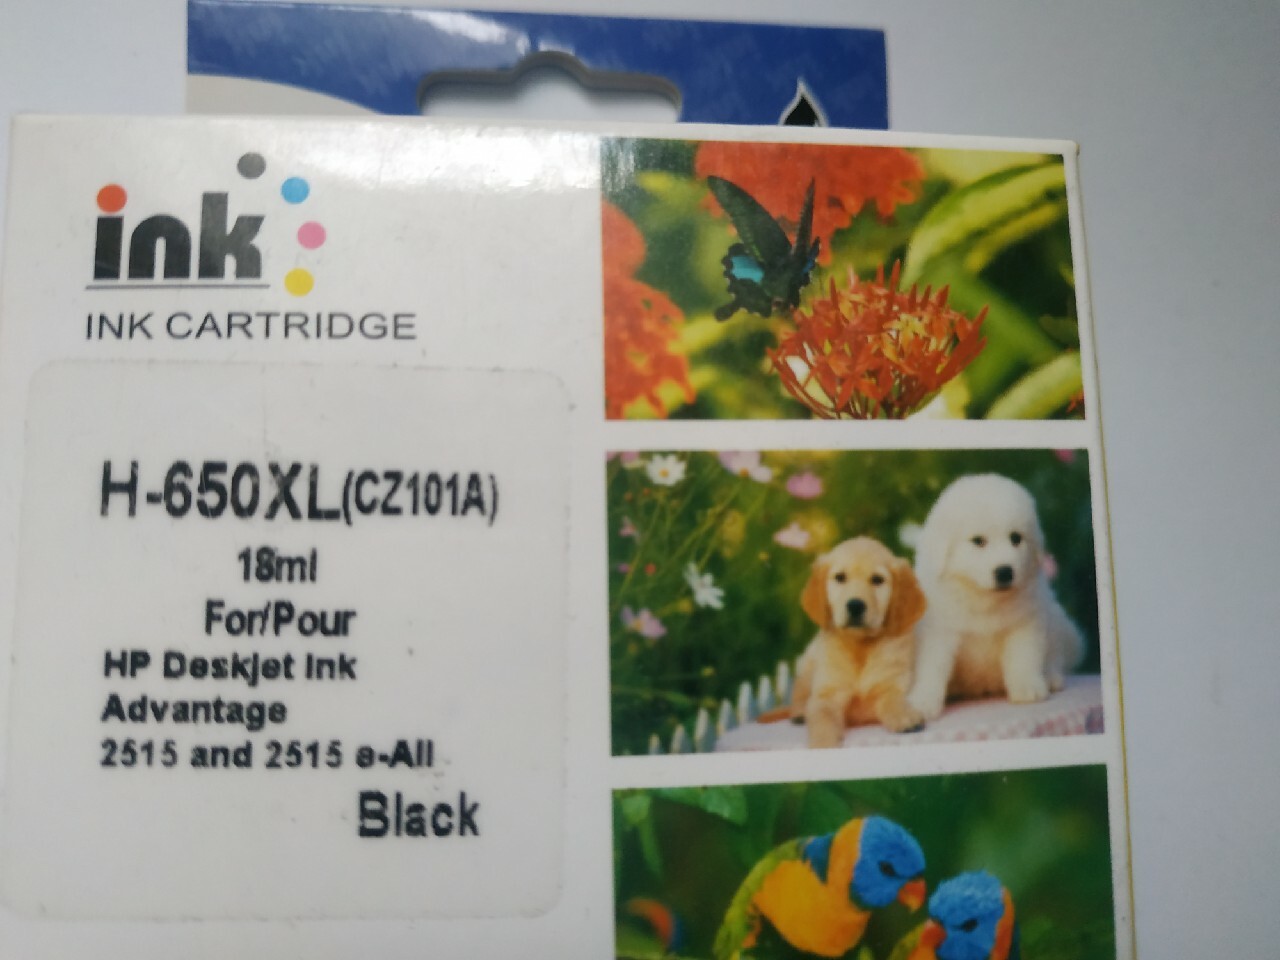 ink
INK CARTRIDGE
H-650XL(CZ101A)
18ml
For/Pour
HP Deskjet Ink
Advantage
2515 and 2515 e-All
Black